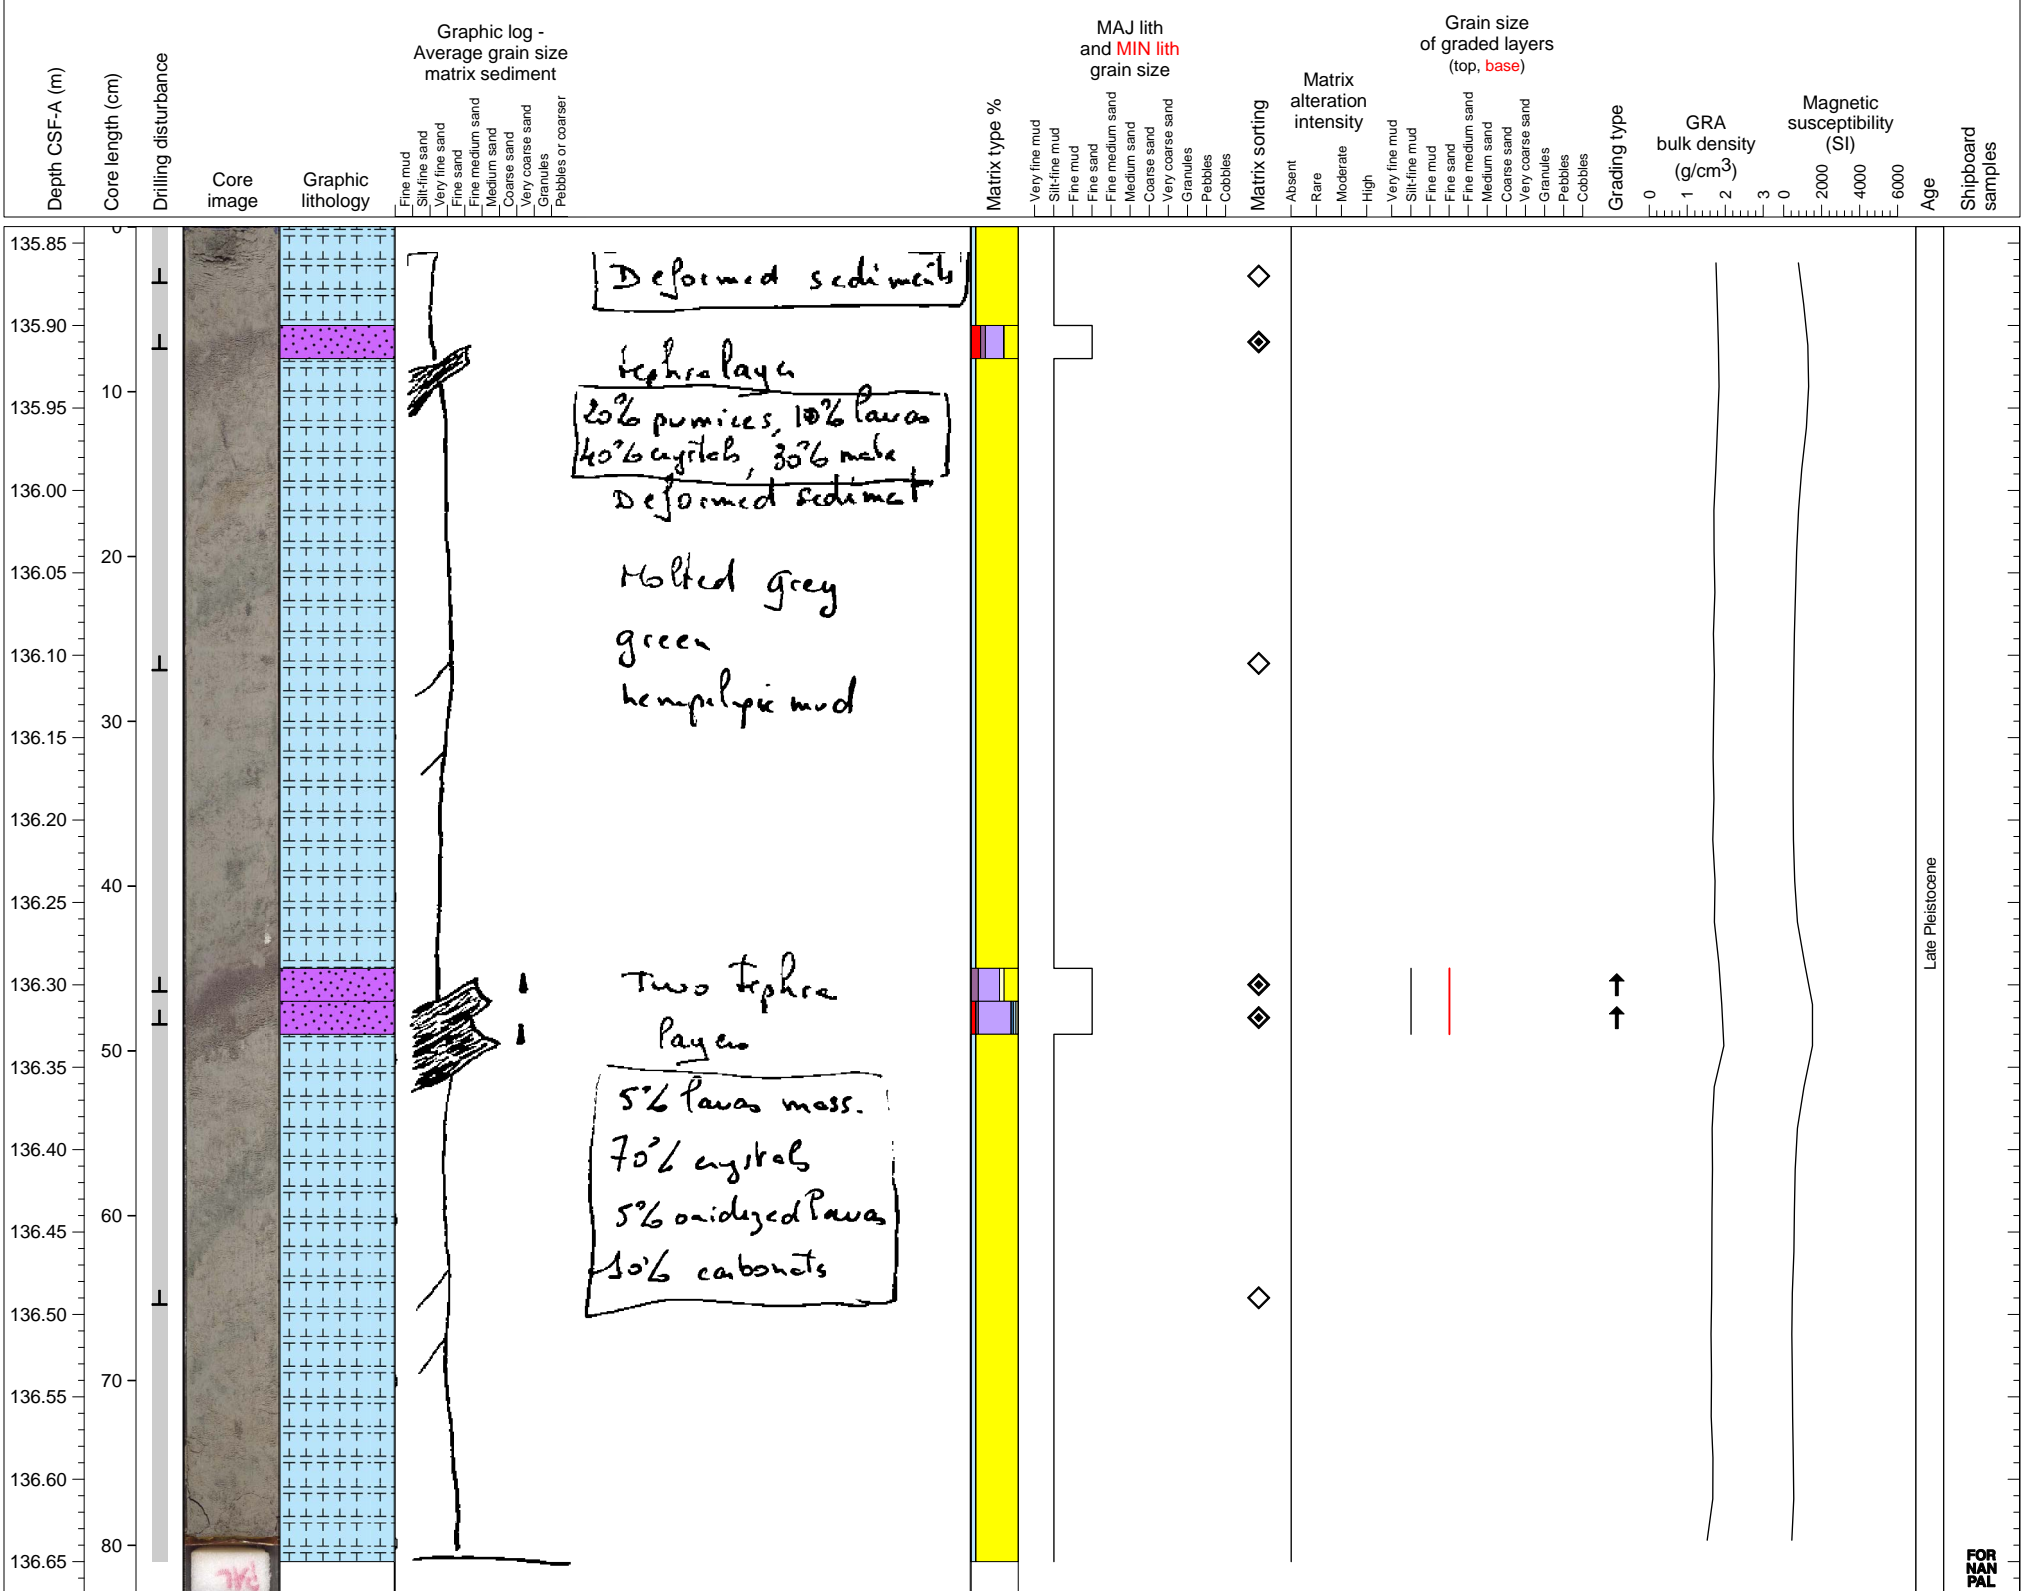 Depth CSF-A (m)
Core length (cm)
Drilling disturbance
Core
image
Graphic
lithology
Graphic log -
Average grain size
matrix sediment
Fine mud
Silt-fine sand
Very fine sand
Fine sand
Fine medium sand
Medium sand
Coarse sand
Very coarse sand
Granules
Pebbles or coarser
Matrix type %
MAJ lith
and MIN lith
grain size
Very fine mud
Silt-fine mud
Fine mud
Fine sand
Fine medium sand
Medium sand
Coarse sand
Very coarse sand
Granules
Pebbles
Cobbles
Matrix sorting
Matrix
alteration
intensity
Absent
Rare
Moderate
High
Grain size
of graded layers
(top, base)
Very fine mud
Silt-fine mud
Fine mud
Fine sand
Fine medium sand
Medium sand
Coarse sand
Very coarse sand
Granules
Pebbles
Cobbles
Grading type
GRA
bulk density
(g/cm3)
0 1 2 3
Magnetic
susceptibility
(SI)
0 2000 4000 6000
Age
Shipboard
samples
135.85
135.90
135.95
136.00
136.05
136.10
136.15
136.20
136.25
136.30
136.35
136.40
136.45
136.50
136.55
136.60
136.65
0
10
20
30
40
50
60
70
80
Deformed sediments
tephra layer
20% pumices, 10% lavas
40% crystals, 30% mate
Deformed sediment
Molted grey
green
hemipelagic mud
Two tephra
layers
5% lavas mass.
70% crystals
5% oxidized lavas
10% carbonats
Late Pleistocene
PAL
FOR
NAN
PAL